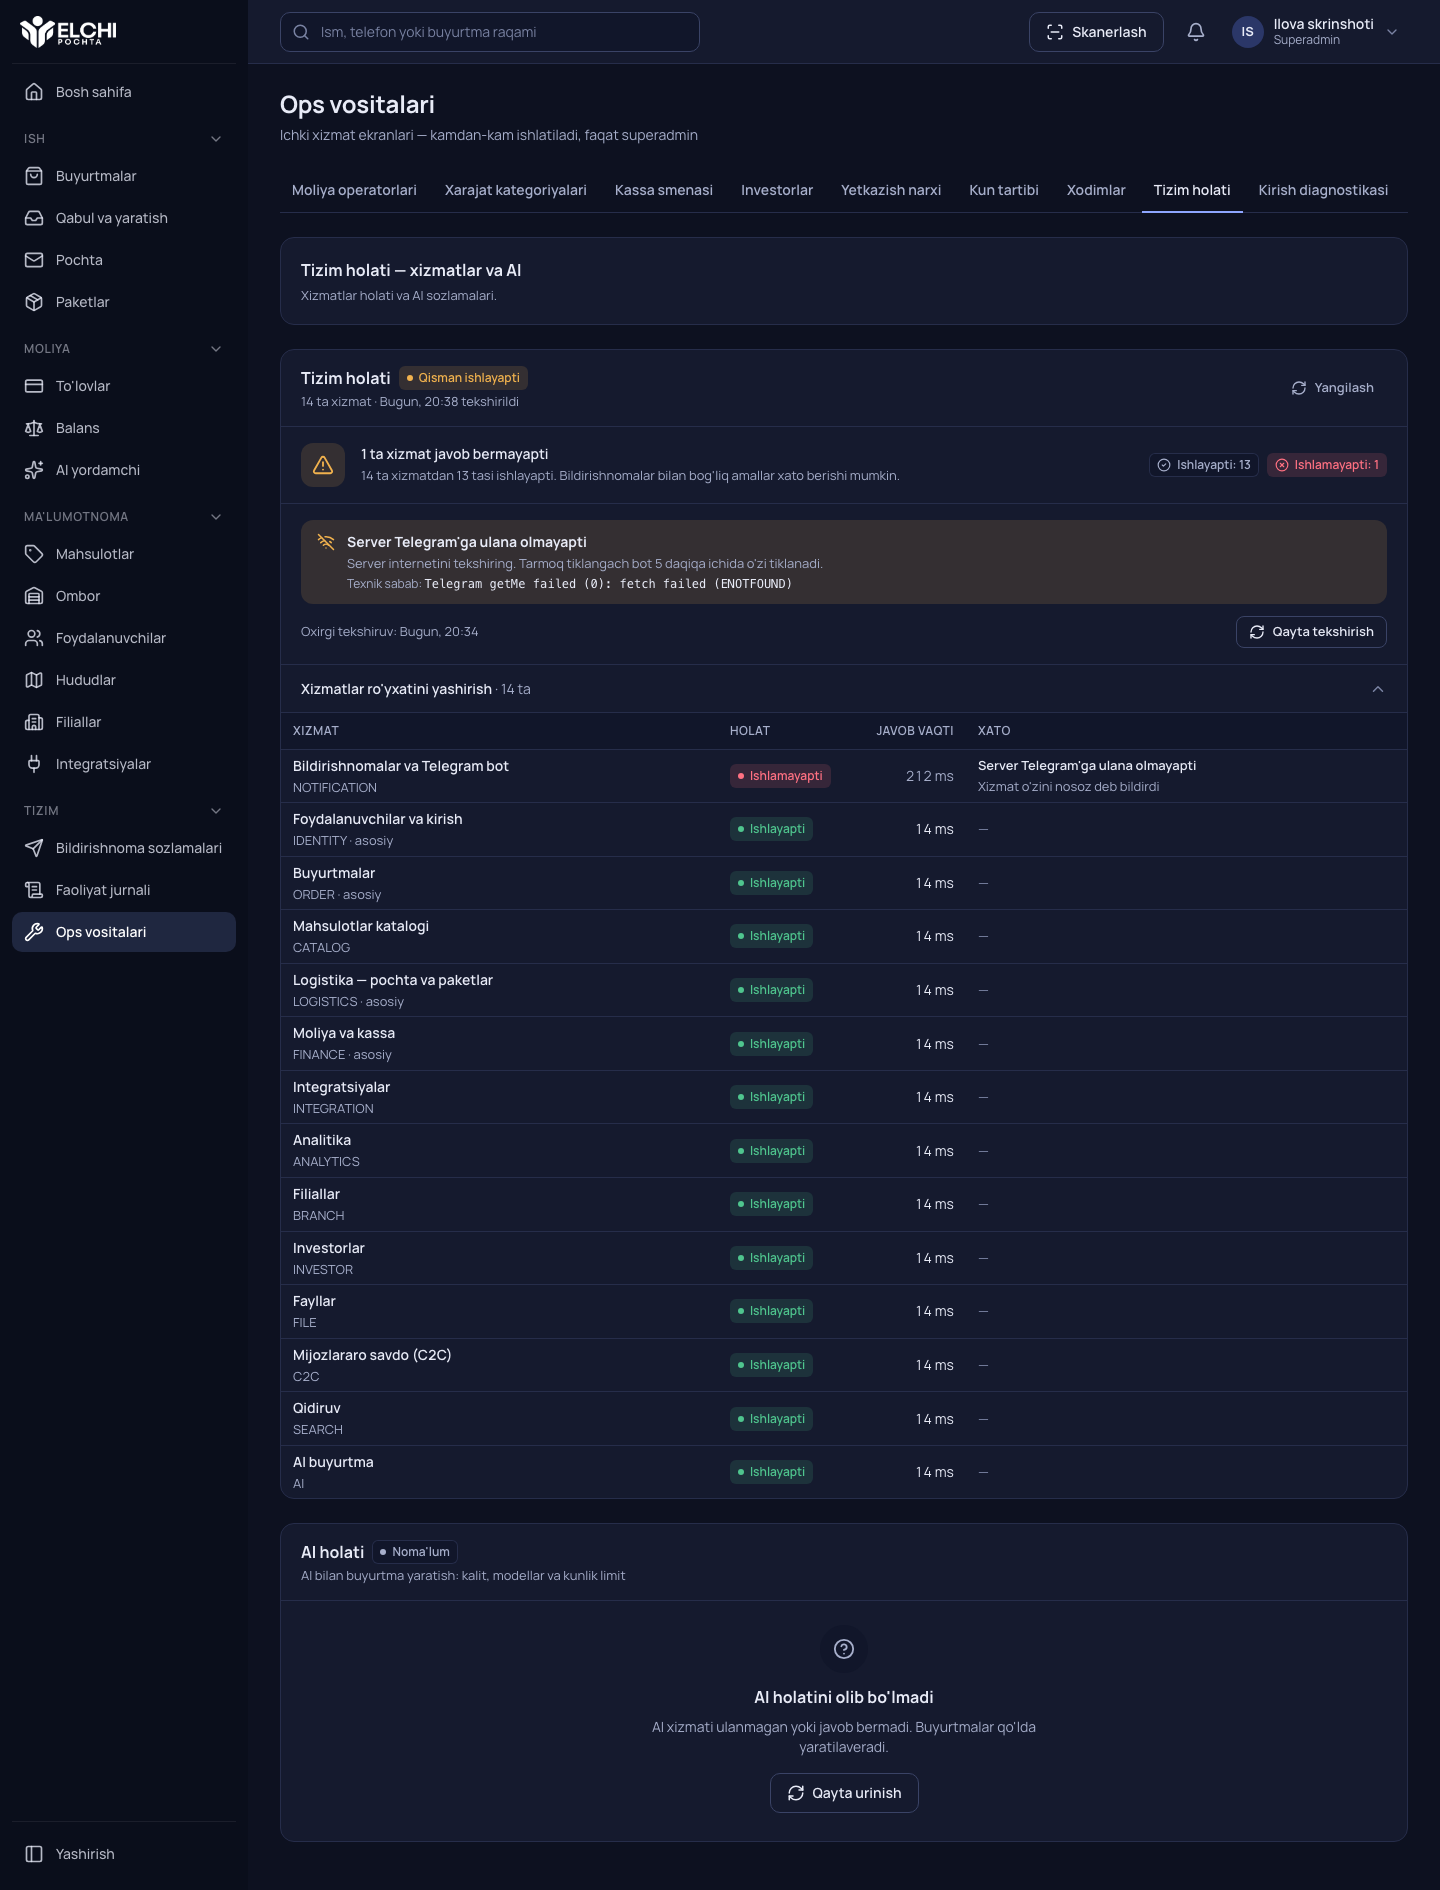 ELCHI
POCHTA
Ism, telefon yoki buyurtma raqami
Skanerlash
IS
Ilova skrinshoti
Superadmin
Bosh sahifa
ISH
Buyurtmalar
Qabul va yaratish
Pochta
Paketlar
MOLIYA
To'lovlar
Balans
AI yordamchi
MA'LUMOTNOMA
Mahsulotlar
Ombor
Foydalanuvchilar
Hududlar
Filiallar
Integratsiyalar
TIZIM
Bildirishnoma sozlamalari
Faoliyat jurnali
Ops vositalari
Yashirish
Ops vositalari
Ichki xizmat ekranlari — kamdan-kam ishlatiladi, faqat superadmin
Moliya operatorlari Xarajat kategoriyalari Kassa smenasi Investorlar Yetkazish narxi Kun tartibi Xodimlar Tizim holati Kirish diagnostikasi
Tizim holati — xizmatlar va AI
Xizmatlar holati va AI sozlamalari.
Tizim holati Qisman ishlayapti
14 ta xizmat · Bugun, 20:38 tekshirildi
Yangilash
1 ta xizmat javob bermayapti
14 ta xizmatdan 13 tasi ishlayapti. Bildirishnomalar bilan bog'liq amallar xato berishi mumkin.
Ishlayapti: 13 Ishlamayapti: 1
Server Telegram'ga ulana olmayapti
Server internetini tekshiring. Tarmoq tiklangach bot 5 daqiqa ichida o'zi tiklanadi.
Texnik sabab: Telegram getMe failed (0): fetch failed (ENOTFOUND)
Oxirgi tekshiruv: Bugun, 20:34
Qayta tekshirish
Xizmatlar ro'yxatini yashirish · 14 ta
XIZMAT HOLAT JAVOB VAQTI XATO
Bildirishnomalar va Telegram bot
NOTIFICATION
Ishlamayapti 212 ms
Server Telegram'ga ulana olmayapti
Xizmat o'zini nosoz deb bildirdi
Foydalanuvchilar va kirish
IDENTITY · asosiy
Ishlayapti 14 ms —
Buyurtmalar
ORDER · asosiy
Ishlayapti 14 ms —
Mahsulotlar katalogi
CATALOG
Ishlayapti 14 ms —
Logistika — pochta va paketlar
LOGISTICS · asosiy
Ishlayapti 14 ms —
Moliya va kassa
FINANCE · asosiy
Ishlayapti 14 ms —
Integratsiyalar
INTEGRATION
Ishlayapti 14 ms —
Analitika
ANALYTICS
Ishlayapti 14 ms —
Filiallar
BRANCH
Ishlayapti 14 ms —
Investorlar
INVESTOR
Ishlayapti 14 ms —
Fayllar
FILE
Ishlayapti 14 ms —
Mijozlararo savdo (C2C)
C2C
Ishlayapti 14 ms —
Qidiruv
SEARCH
Ishlayapti 14 ms —
AI buyurtma
AI
Ishlayapti 14 ms —
AI holati Noma'lum
AI bilan buyurtma yaratish: kalit, modellar va kunlik limit
AI holatini olib bo'lmadi
AI xizmati ulanmagan yoki javob bermadi. Buyurtmalar qo'lda
yaratilaveradi.
Qayta urinish